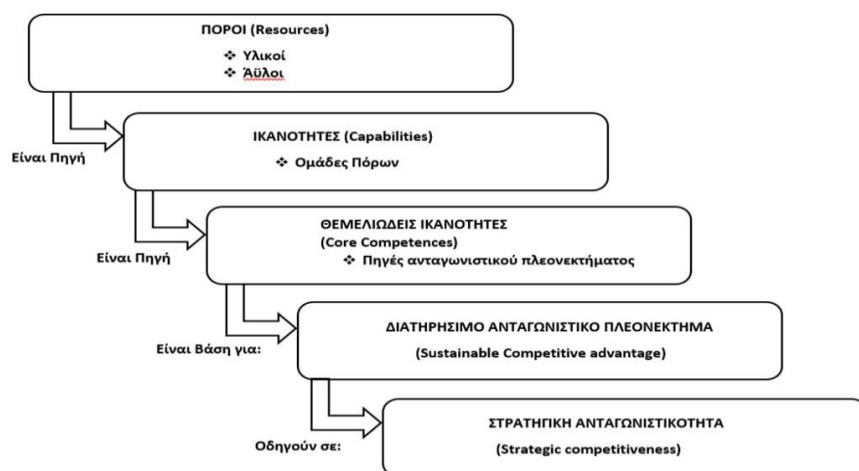 ΠΟΡΟΙ (Resources)
❖ Υλικοί
❖ Άϋλοι
Είναι Πηγή
ΙΚΑΝΟΤΗΤΕΣ (Capabilities)
❖ Ομάδες Πόρων
Είναι Πηγή
ΘΕΜΕΛΙΩΔΕΙΣ ΙΚΑΝΟΤΗΤΕΣ
(Core Competences)
❖ Πηγές ανταγωνιστικού πλεονεκτήματος
Είναι Βάση για:
ΔΙΑΤΗΡΗΣΙΜΟ ΑΝΤΑΓΩΝΙΣΤΙΚΟ ΠΛΕΟΝΕΚΤΗΜΑ
(Sustainable Competitive advantage)
Οδηγούν σε:
ΣΤΡΑΤΗΓΙΚΗ ΑΝΤΑΓΩΝΙΣΤΙΚΟΤΗΤΑ
(Strategic competitiveness)